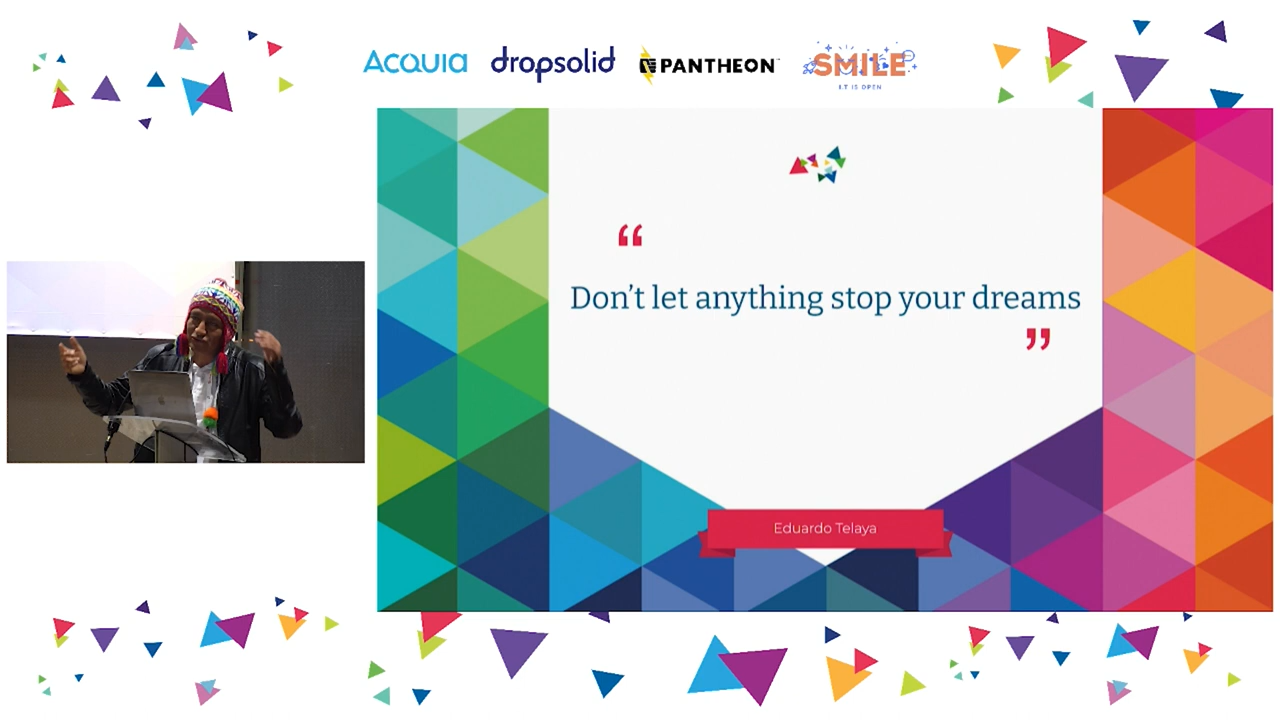 ACQUIA
dropsolid
PANTHEON
SMILE
I.T IS OPEN
“
Don’t let anything stop your dreams
”
Eduardo Telaya